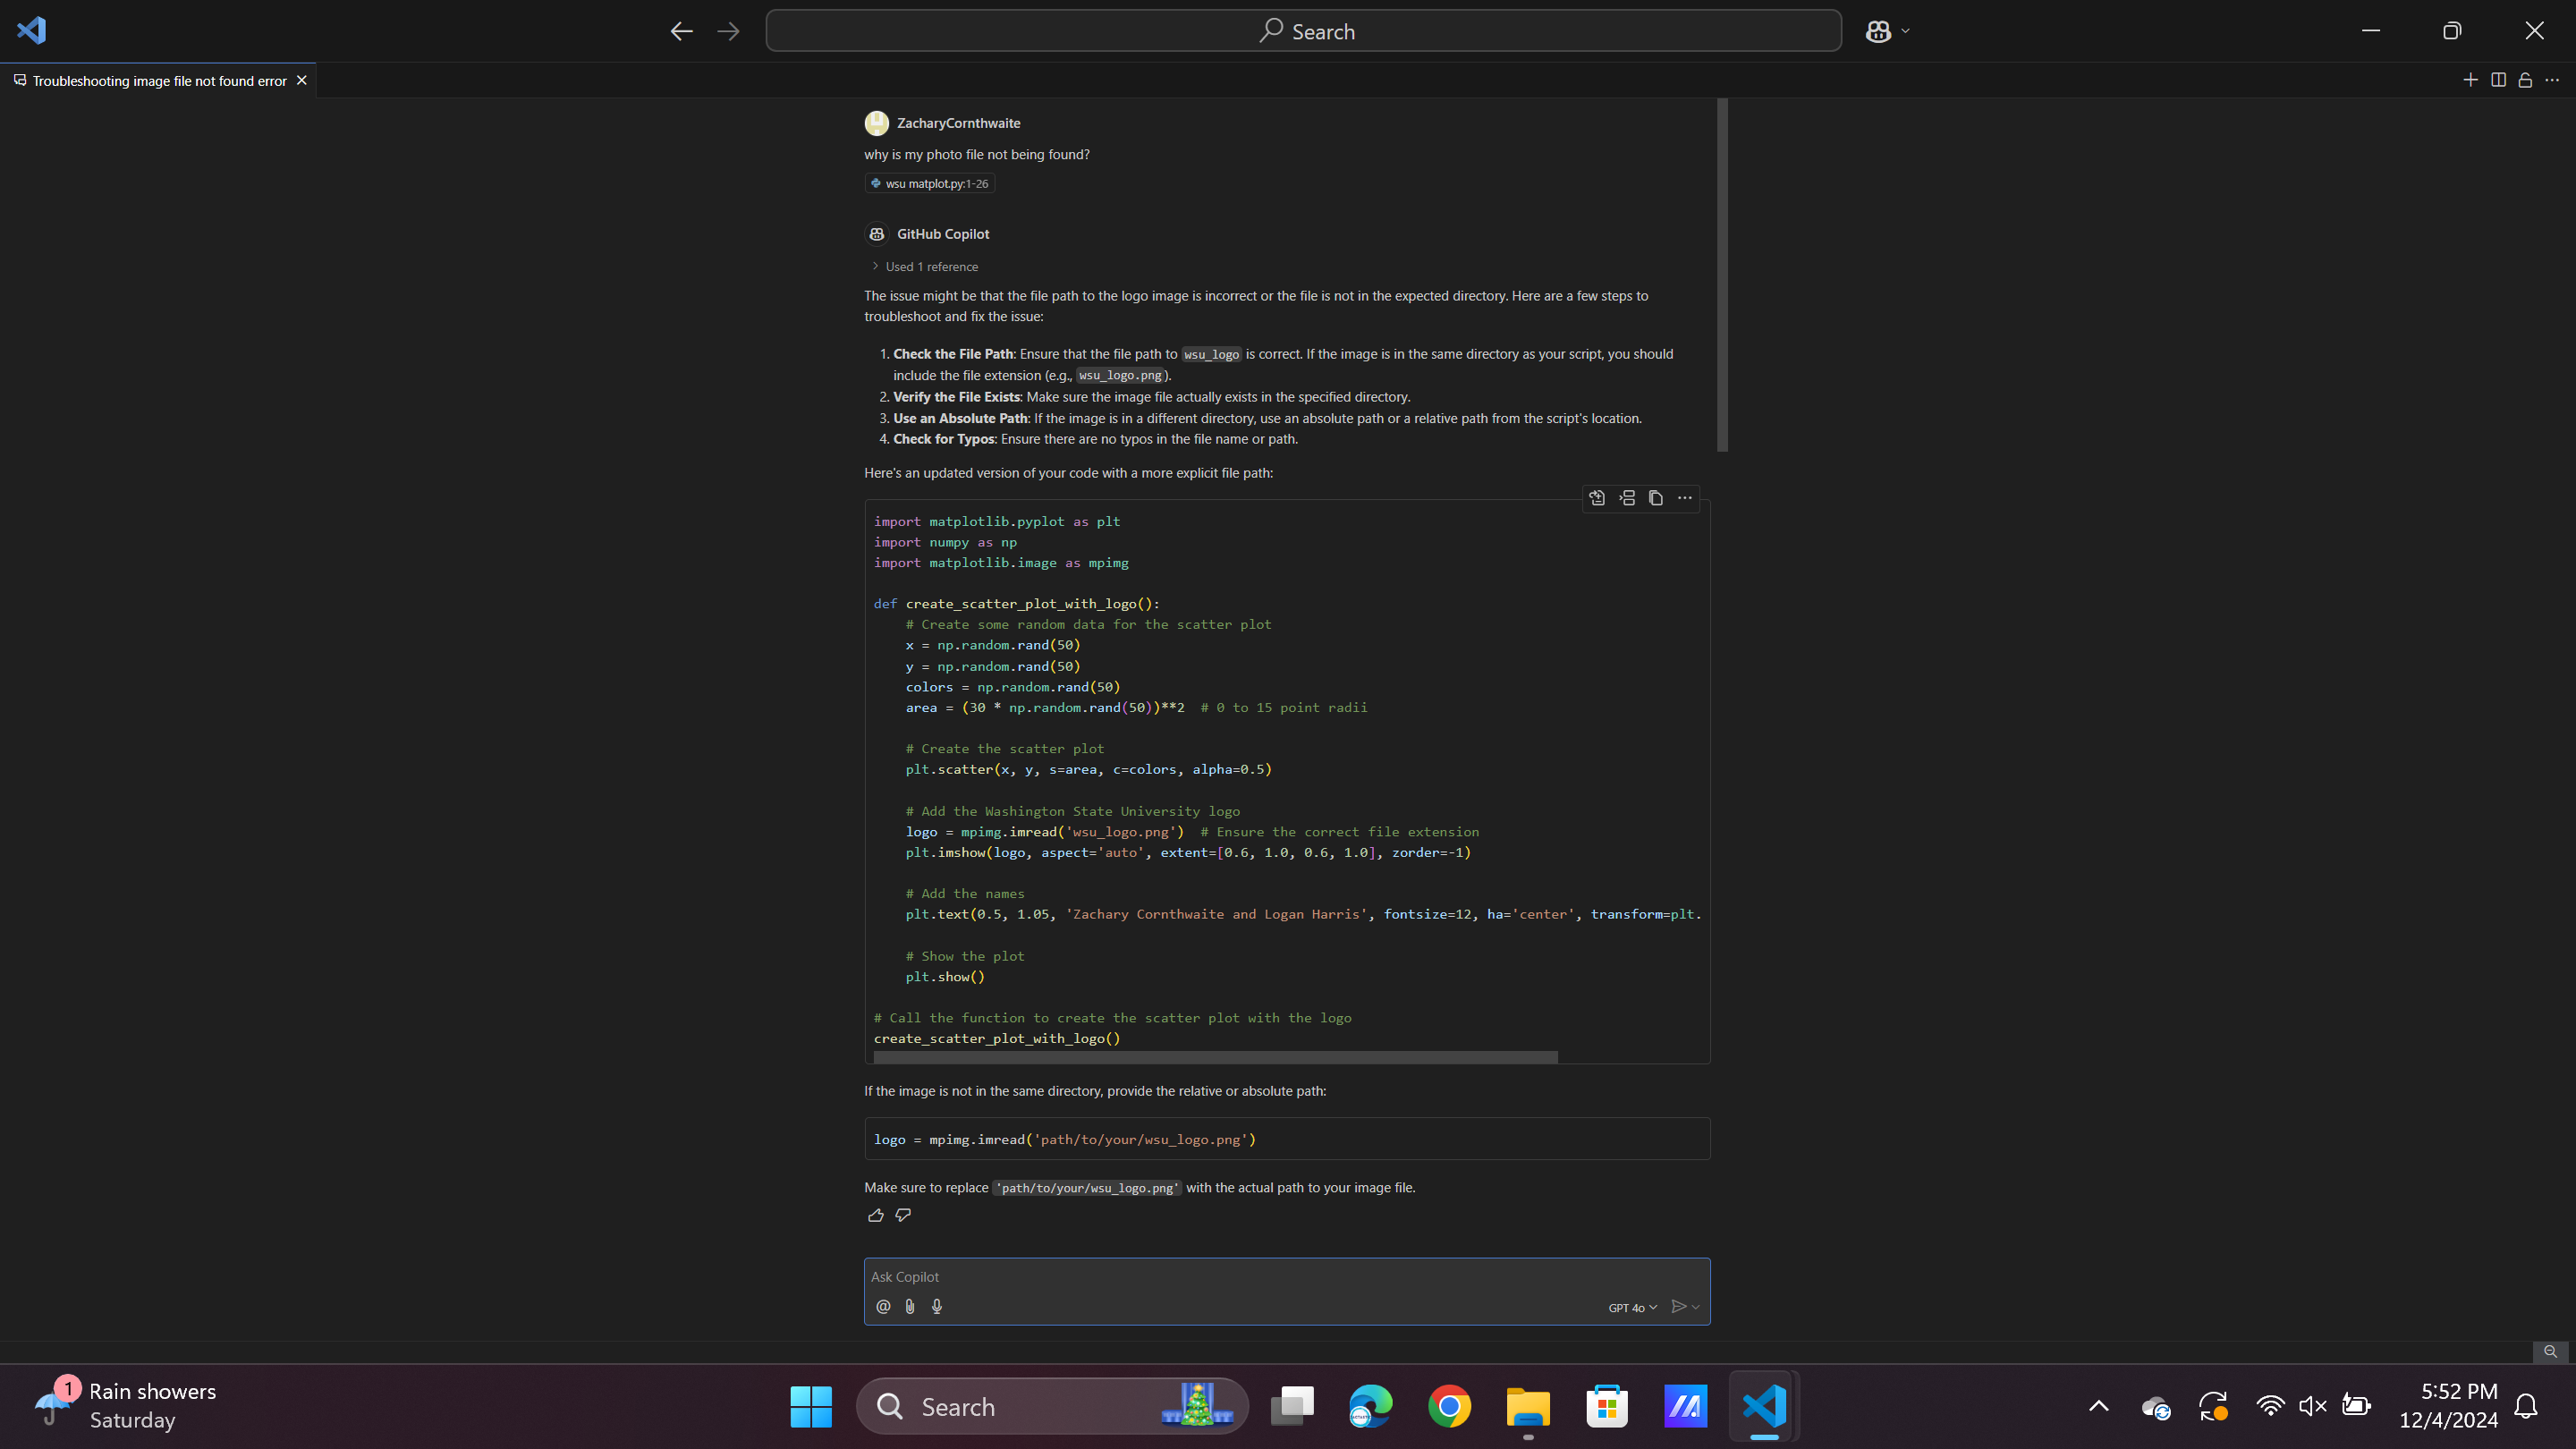 Search
Troubleshooting image file not found error
ZacharyCornthwaite
why is my photo file not being found?
wsu matplot.py:1-26
GitHub Copilot
Used 1 reference
The issue might be that the file path to the logo image is incorrect or the file is not in the expected directory. Here are a few steps to
troubleshoot and fix the issue:
1. Check the File Path: Ensure that the file path to wsu_logo is correct. If the image is in the same directory as your script, you should
include the file extension (e.g., wsu_logo.png).
2. Verify the File Exists: Make sure the image file actually exists in the specified directory.
3. Use an Absolute Path: If the image is in a different directory, use an absolute path or a relative path from the script's location.
4. Check for Typos: Ensure there are no typos in the file name or path.
Here's an updated version of your code with a more explicit file path:
import matplotlib.pyplot as plt
import numpy as np
import matplotlib.image as mpimg
def create_scatter_plot_with_logo():
# Create some random data for the scatter plot
x = np.random.rand(50)
y = np.random.rand(50)
colors = np.random.rand(50)
area = (30 * np.random.rand(50))**2  # 0 to 15 point radii
# Create the scatter plot
plt.scatter(x, y, s=area, c=colors, alpha=0.5)
# Add the Washington State University logo
logo = mpimg.imread('wsu_logo.png')  # Ensure the correct file extension
plt.imshow(logo, aspect='auto', extent=[0.6, 1.0, 0.6, 1.0], zorder=-1)
# Add the names
plt.text(0.5, 1.05, 'Zachary Cornthwaite and Logan Harris', fontsize=12, ha='center', transform=plt.
# Show the plot
plt.show()
# Call the function to create the scatter plot with the logo
create_scatter_plot_with_logo()
If the image is not in the same directory, provide the relative or absolute path:
logo = mpimg.imread('path/to/your/wsu_logo.png')
Make sure to replace 'path/to/your/wsu_logo.png' with the actual path to your image file.
Ask Copilot
@
GPT 4o
1
Rain showers
Saturday
Search
5:52 PM
12/4/2024